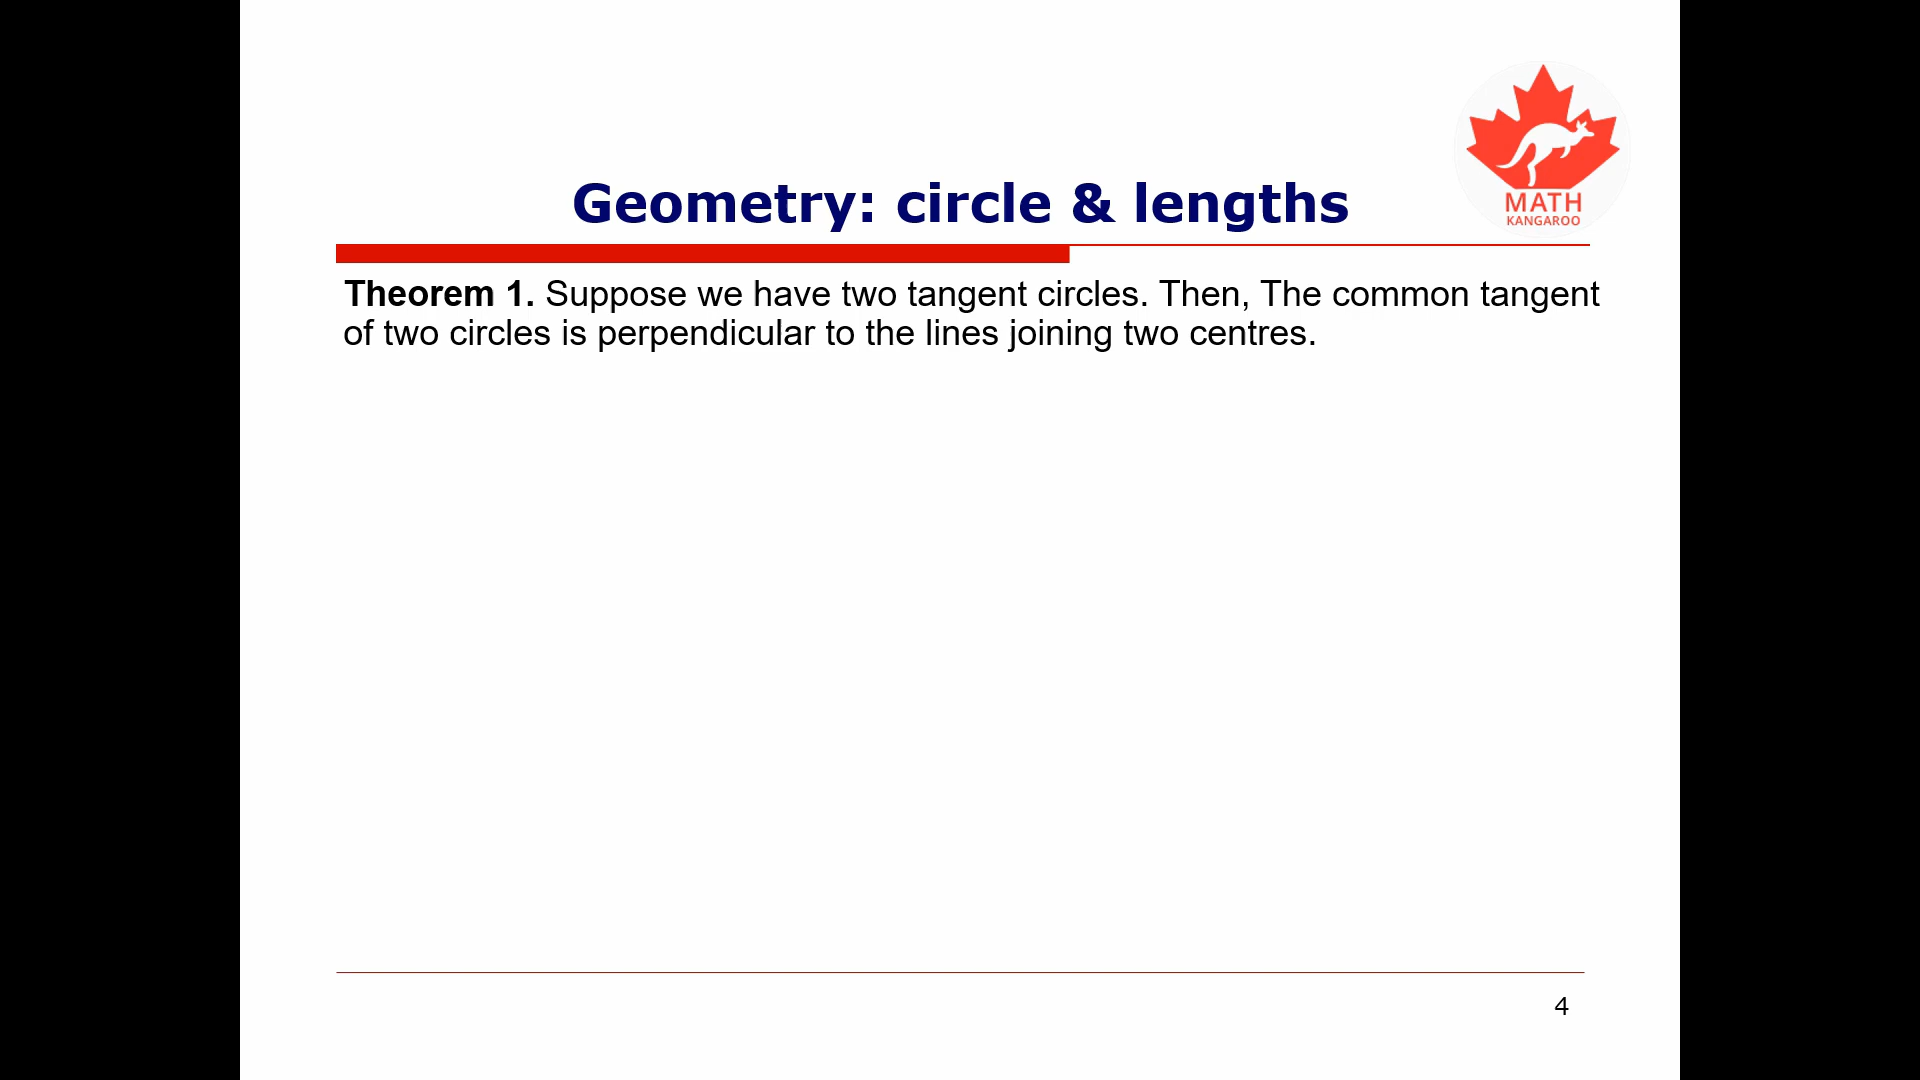 MATH
KANGAROO
Geometry: circle & lengths
Theorem 1. Suppose we have two tangent circles. Then, The common tangent
of two circles is perpendicular to the lines joining two centres.
4